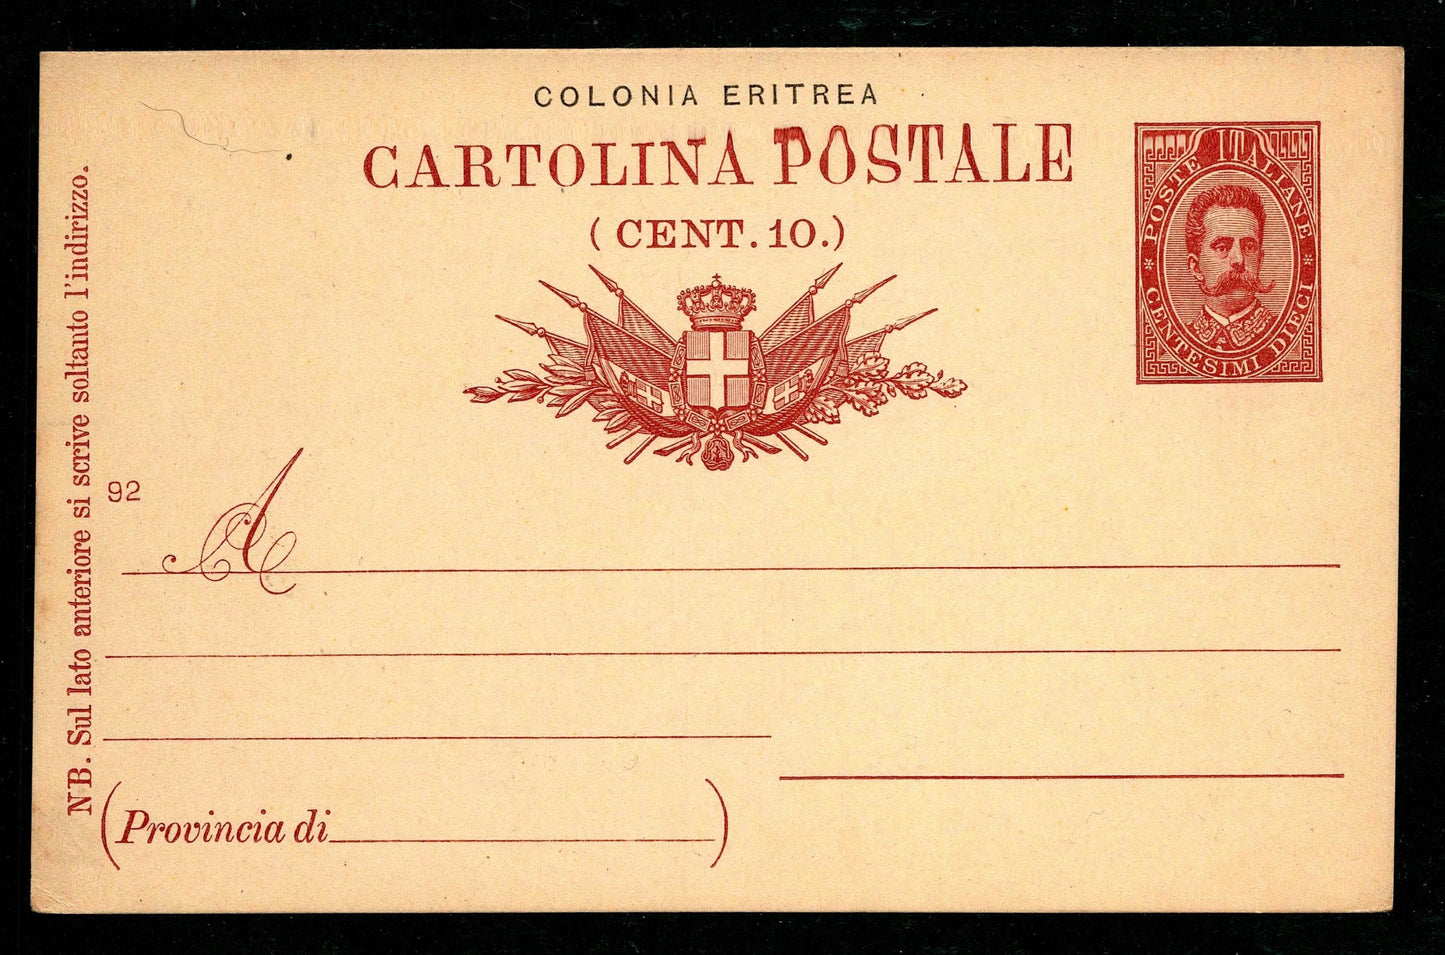 COLONIA ERITREA
CARTOLINA POSTALE
(CENT. 10.)
* POSTE ITALIANE *
CENTESIMI DIECI
NB. Sul lato anteriore si scrive soltanto l'indirizzo.
92
A
(Provincia di )